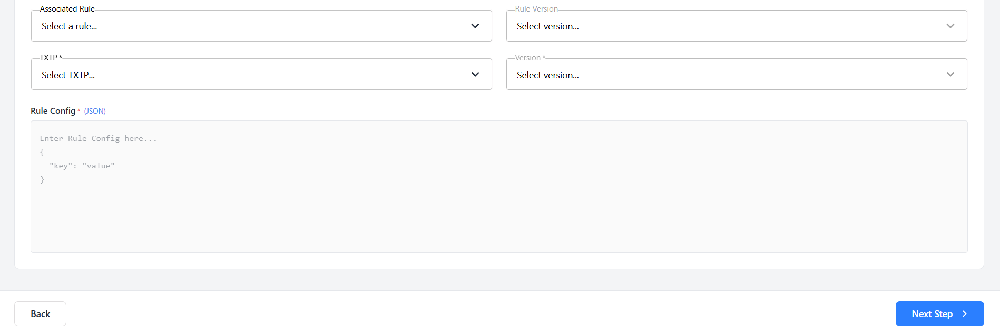 Associated Rule
Rule Version
Select a rule...
Select version...
TXTP *
Version *
Select TXTP...
Select version...
Rule Config * (JSON)
Enter Rule Config here...
{
  "key": "value"
}
Back
Next Step